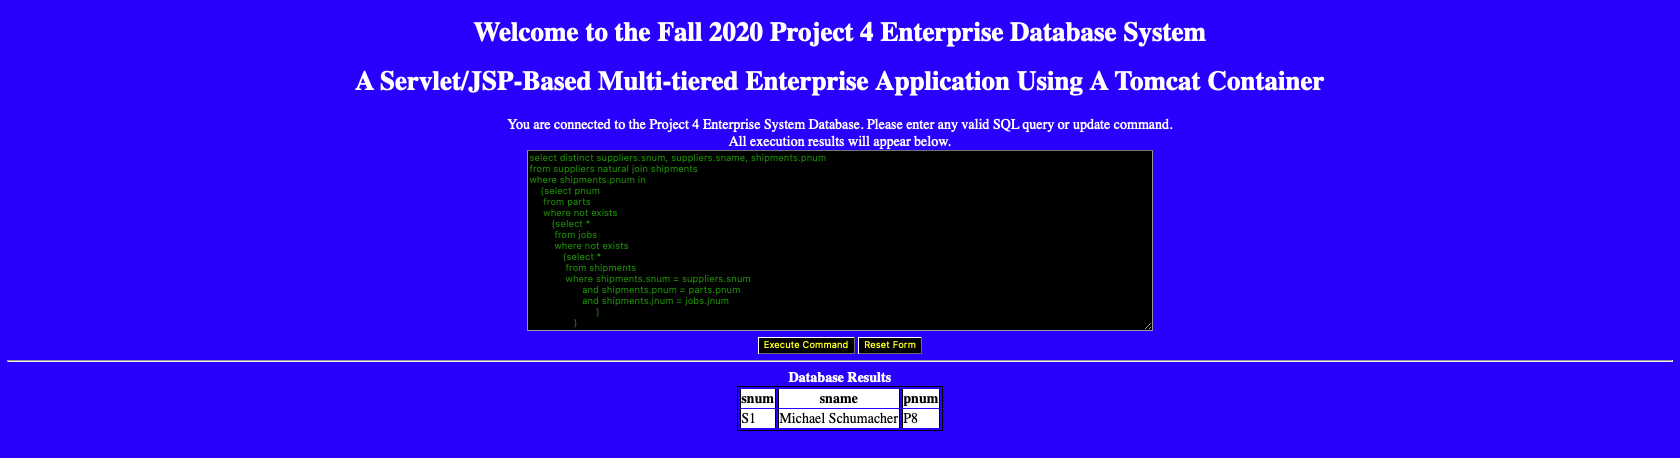 Welcome to the Fall 2020 Project 4 Enterprise Database System
A Servlet/JSP-Based Multi-tiered Enterprise Application Using A Tomcat Container
You are connected to the Project 4 Enterprise System Database. Please enter any valid SQL query or update command.
All execution results will appear below.
select distinct suppliers.snum, suppliers.sname, shipments.pnum
from suppliers natural join shipments
where shipments.pnum in
(select pnum
from parts
where not exists
(select *
from jobs
where not exists
(select *
from shipments
where shipments.snum = suppliers.snum
and shipments.pnum = parts.pnum
and shipments.jnum = jobs.jnum
)
)
Execute Command Reset Form
Database Results
snum sname pnum
S1 Michael Schumacher P8